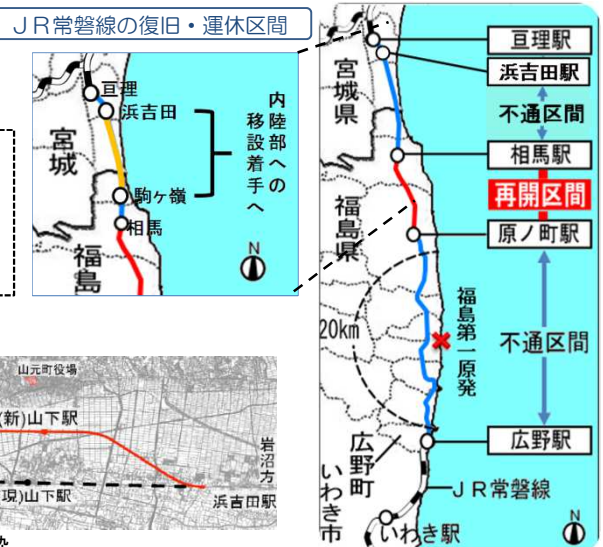 JR常磐線の復旧・運休区間
亘理
浜吉田
宮城
駒ヶ嶺
相馬
福島
内陸部への
移設着手へ
N
亘理駅
浜吉田駅
不通区間
相馬駅
再開区間
原ノ町駅
不通区間
広野駅
宮城県
福島県
20km
福島第一原発
広野町
いわき市
JR常磐線
いわき駅
N
山元町役場
(新)山下駅
現)山下駅
岩沼方
浜吉田駅